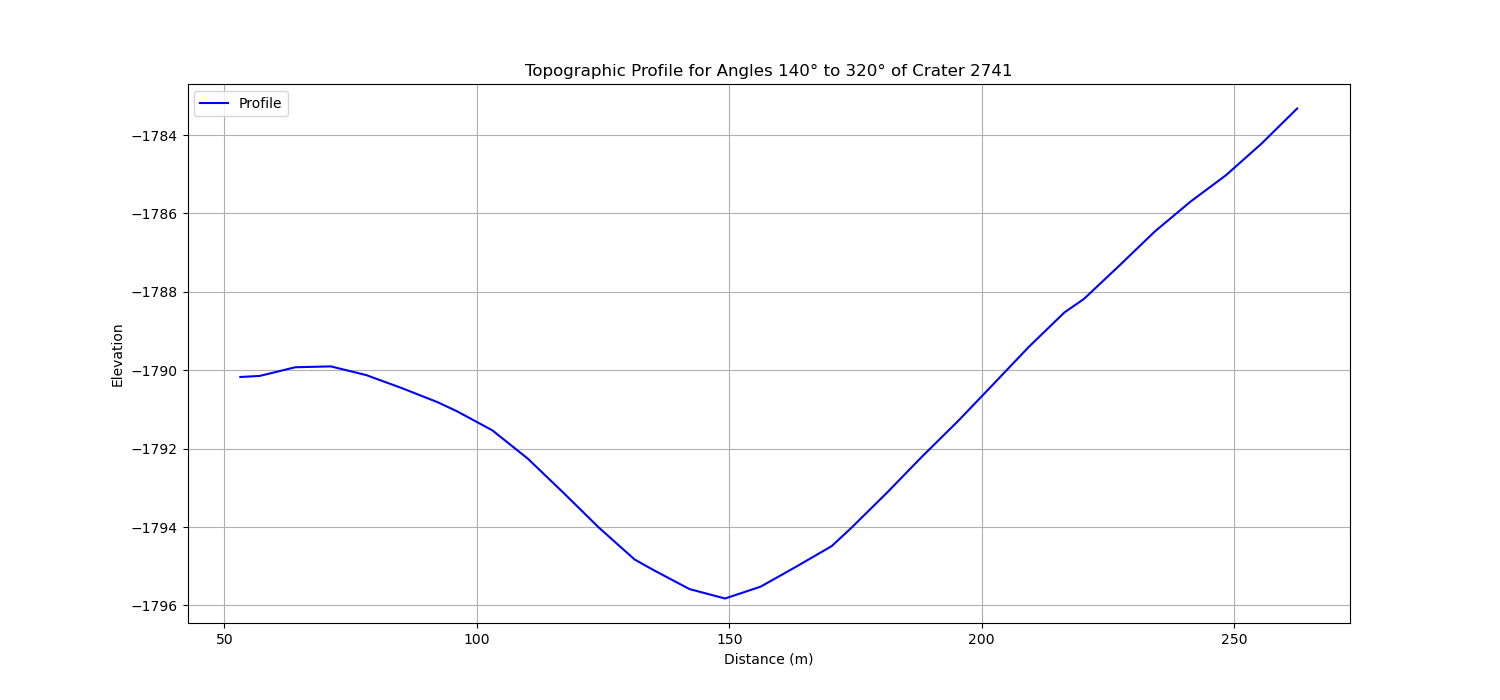 Topographic Profile for Angles 140° to 320° of Crater 2741
Profile
−1784
−1786
−1788
−1790
−1792
−1794
−1796
Elevation
50 100 150 200 250
Distance (m)